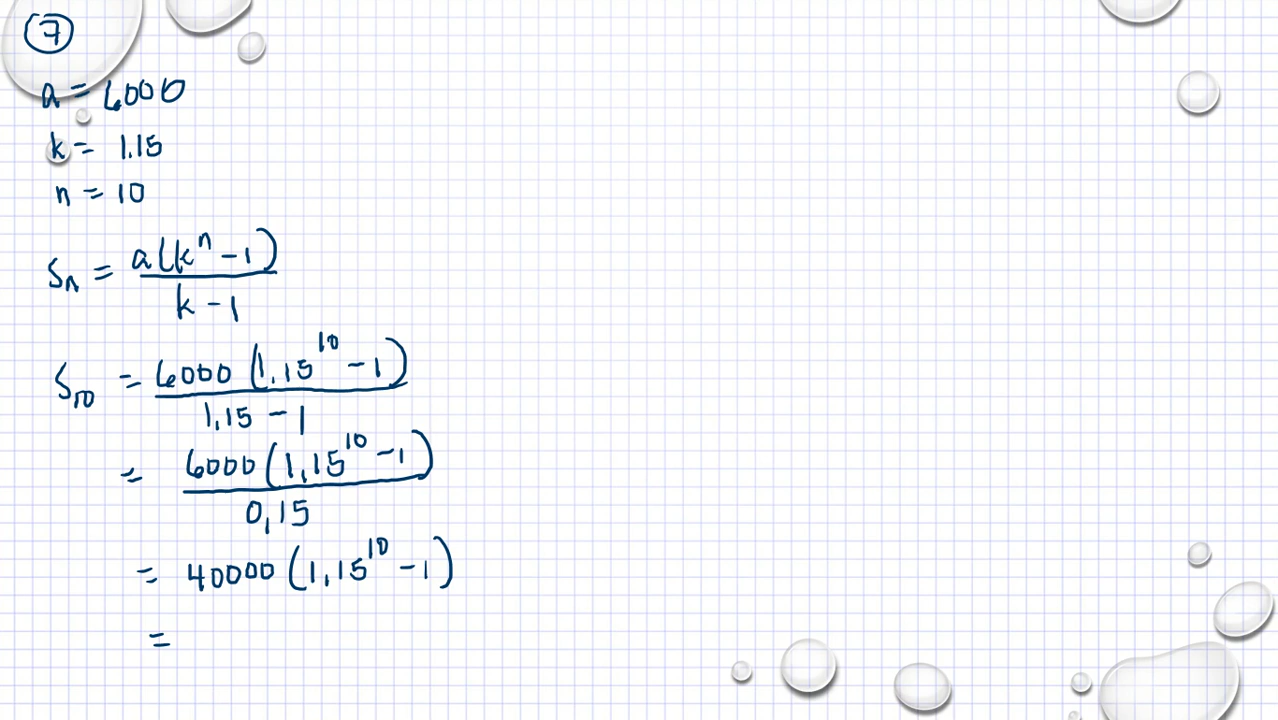 7
a = 6000
k = 1.15
n = 10
Sn = a(k^n - 1) / k - 1
S10 = 6000 (1,15^10 - 1) / 1,15 - 1
= 6000 (1,15^10 - 1) / 0,15
= 40000 (1,15^10 - 1)
=